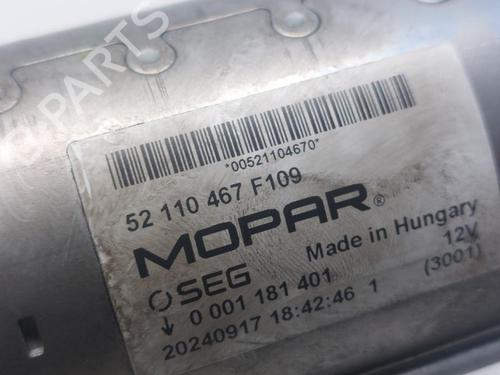 *00521104670*
52 110 467 F109
MOPAR®
SEG Made in Hungary
↓ 0 001 181 401 12V
20240917 18:42:46 1 (3001)
PARTS